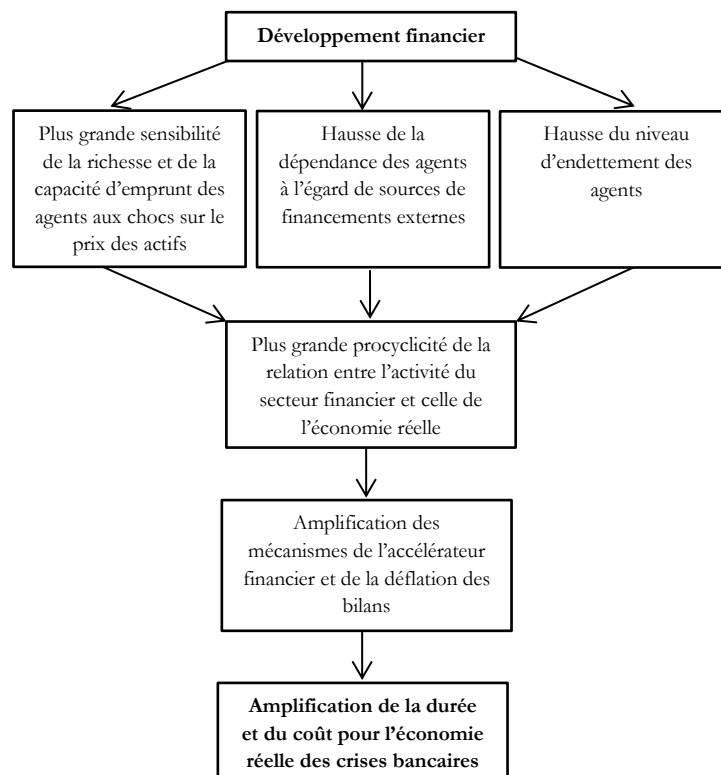 Développement financier
Plus grande sensibilité
de la richesse et de la
capacité d'emprunt des
agents aux chocs sur le
prix des actifs
Hausse de la
dépendance des agents
à l'égard de sources de
financements externes
Hausse du niveau
d'endettement des
agents
Plus grande procyclicité de la
relation entre l'activité du
secteur financier et celle de
l'économie réelle
Amplification des
mécanismes de l'accélérateur
financier et de la déflation des
bilans
Amplification de la durée
et du coût pour l'économie
réelle des crises bancaires